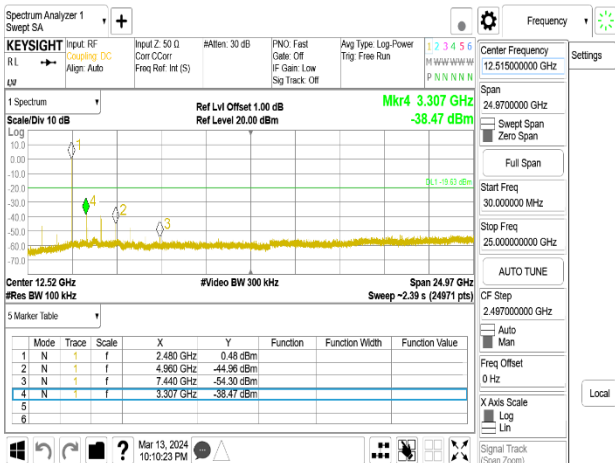 Spectrum Analyzer 1
Swept SA
Frequency
KEYSIGHT
RL
Input: RF
Coupling: DC
Align: Auto
Input Z: 50 Ω
Corr CCorr
Freq Ref: Int (S)
#Atten: 30 dB
PNO: Fast
Gate: Off
IF Gain: Low
Sig Track: Off
Avg Type: Log-Power
Trig: Free Run
1 2 3 4 5 6
M W W W W W
P N N N N N
Center Frequency
12.515000000 GHz
Settings
1 Spectrum
Ref Lvl Offset 1.00 dB
Mkr4 3.307 GHz
Scale/Div 10 dB
Ref Level 20.00 dBm
-38.47 dBm
Span
24.9700000 GHz
Swept Span
Zero Span
Full Span
Start Freq
30.000000 MHz
Stop Freq
25.000000000 GHz
AUTO TUNE
CF Step
2.497000000 GHz
Auto
Man
Freq Offset
0 Hz
X Axis Scale
Log
Lin
Local
Signal Track
(Span Zoom)
Log
10.0
0.00
-10.0
-20.0
-30.0
-40.0
-50.0
-60.0
-70.0
1
4
2
3
DL1 -19.63 dBm
Center 12.52 GHz
#Video BW 300 kHz
Span 24.97 GHz
#Res BW 100 kHz
Sweep ~2.39 s (24971 pts)
5 Marker Table
Mode Trace Scale X Y Function Function Width Function Value
1 N 1 f 2.480 GHz 0.48 dBm
2 N 1 f 4.960 GHz -44.96 dBm
3 N 1 f 7.440 GHz -54.30 dBm
4 N 1 f 3.307 GHz -38.47 dBm
5
6
?
Mar 13, 2024
10:10:23 PM